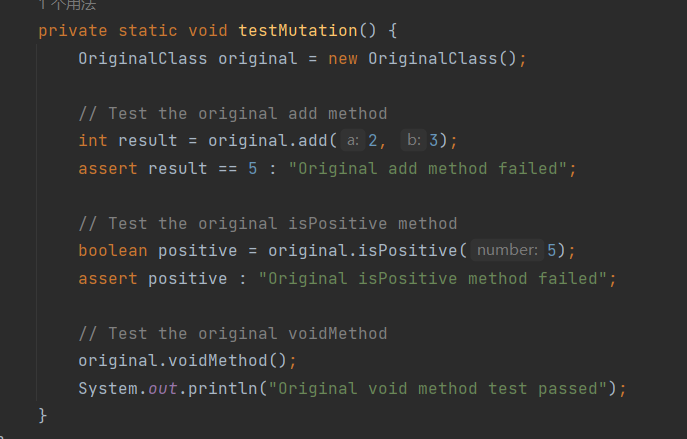 1 个用法
private static void testMutation() {
OriginalClass original = new OriginalClass();
// Test the original add method
int result = original.add( a: 2, b: 3);
assert result == 5 : "Original add method failed";
// Test the original isPositive method
boolean positive = original.isPositive( number: 5);
assert positive : "Original isPositive method failed";
// Test the original voidMethod
original.voidMethod();
System.out.println("Original void method test passed");
}